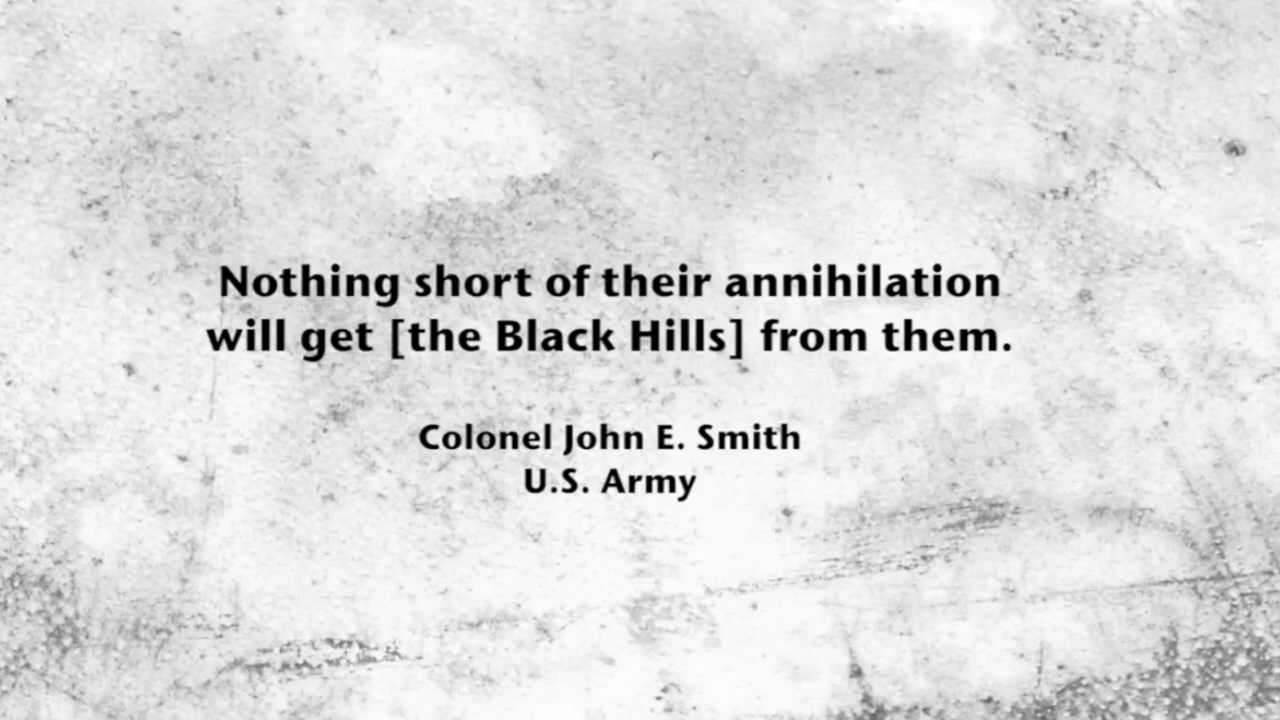 Nothing short of their annihilation
will get [the Black Hills] from them.
Colonel John E. Smith
U.S. Army